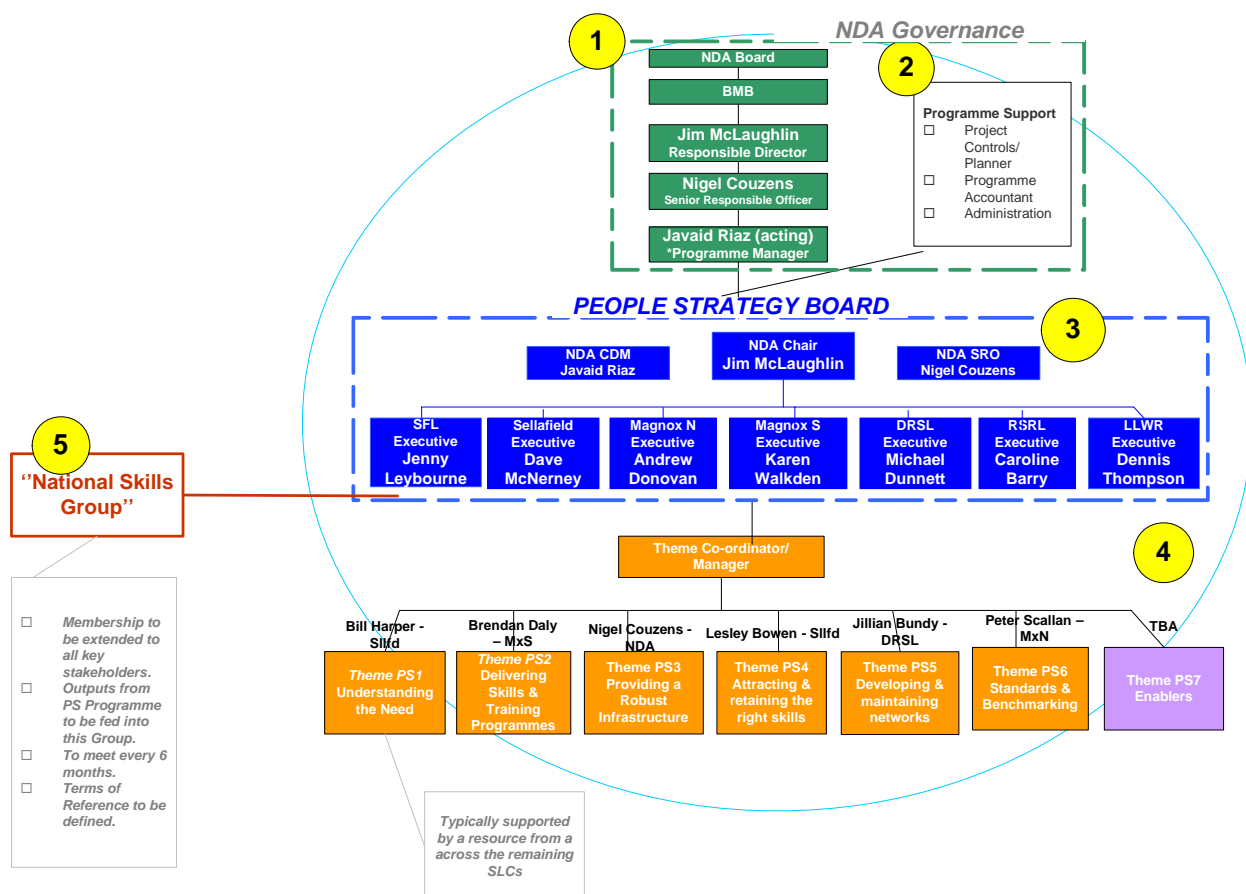 NDA Governance
1
NDA Board
BMB
Jim McLaughlin
Responsible Director
Nigel Couzens
Senior Responsible Officer
Javaid Riaz (acting)
*Programme Manager
2
Programme Support
☐ Project
Controls/
Planner
☐ Programme
Accountant
☐ Administration
PEOPLE STRATEGY BOARD
3
NDA CDM
Javaid Riaz
NDA Chair
Jim McLaughlin
NDA SRO
Nigel Couzens
SFL
Executive
Jenny
Leybourne
Sellafield
Executive
Dave
McNerney
Magnox N
Executive
Andrew
Donovan
Magnox S
Executive
Karen
Walkden
DRSL
Executive
Michael
Dunnett
RSRL
Executive
Caroline
Barry
LLWR
Executive
Dennis
Thompson
5
‘‘National Skills
Group’’
☐ Membership to
be extended to
all key
stakeholders.
☐ Outputs from
PS Programme
to be fed into
this Group.
☐ To meet every 6
months.
☐ Terms of
Reference to be
defined.
4
Theme Co-ordinator/
Manager
Bill Harper -
Sllfd
Theme PS1
Understanding
the Need
Brendan Daly
– MxS
Theme PS2
Delivering
Skills &
Training
Programmes
Nigel Couzens -
NDA
Theme PS3
Providing a
Robust
Infrastructure
Lesley Bowen - Sllfd
Theme PS4
Attracting &
retaining the
right skills
Jillian Bundy -
DRSL
Theme PS5
Developing &
maintaining
networks
Peter Scallan –
MxN
Theme PS6
Standards &
Benchmarking
TBA
Theme PS7
Enablers
Typically supported
by a resource from a
across the remaining
SLCs